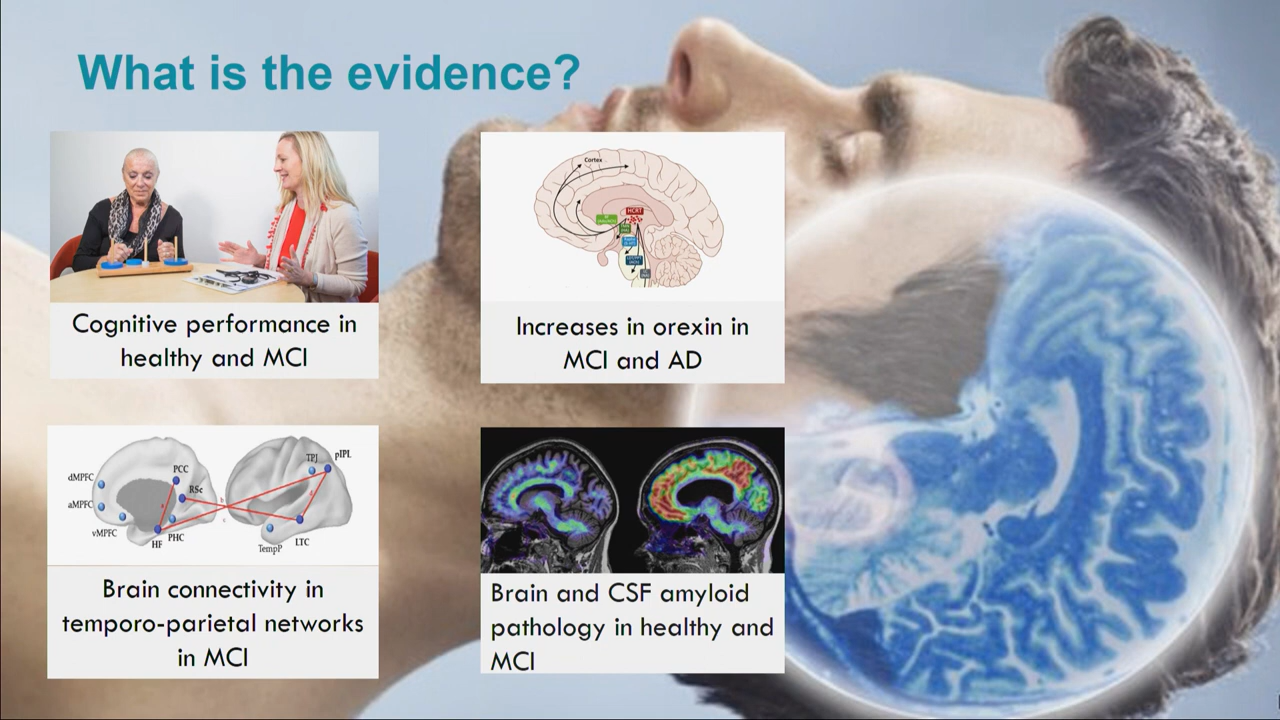 What is the evidence?
Cognitive performance in
healthy and MCI
Cortex
HCRT
Increases in orexin in
MCI and AD
dMPFC
aMPFC
vMPFC
PCC
RSc
HF
PHC
TPJ
pIPL
TempP
LTC
Brain connectivity in
temporo-parietal networks
in MCI
Brain and CSF amyloid
pathology in healthy and
MCI